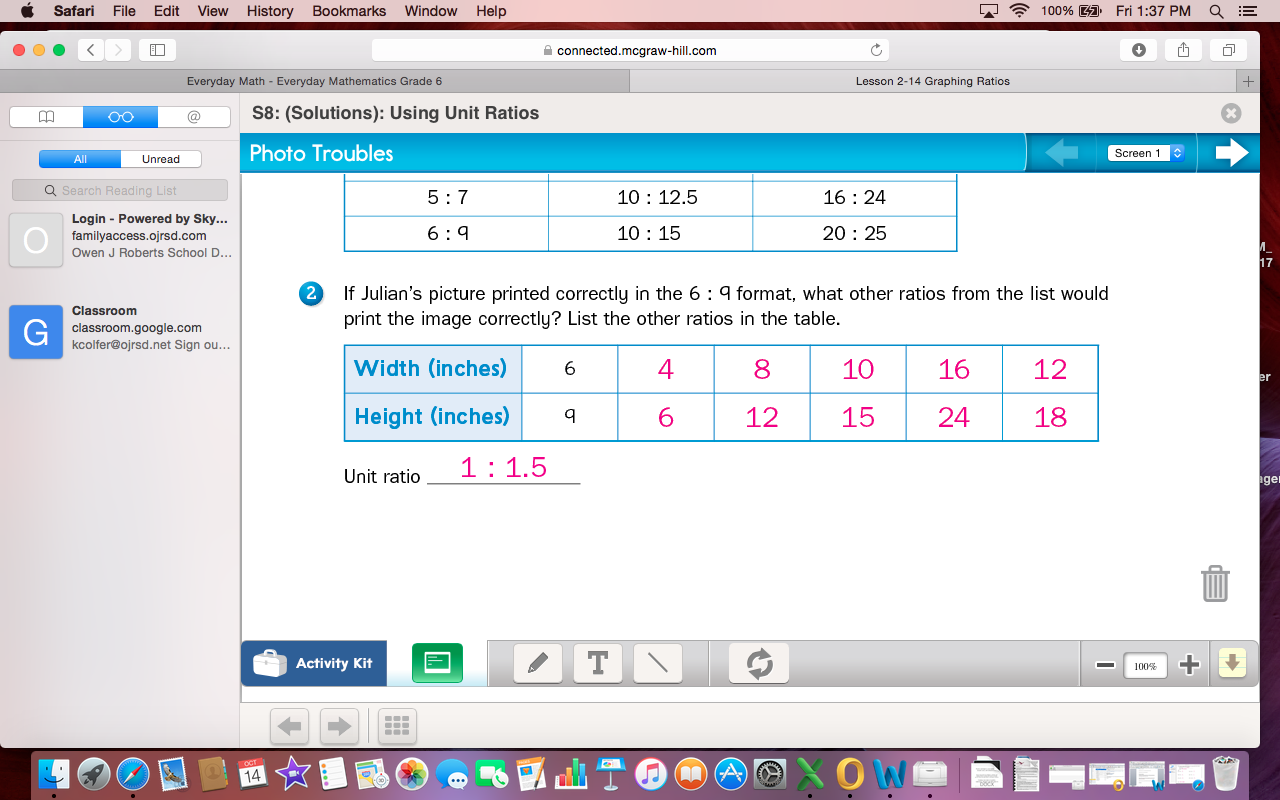 Safari File Edit View History Bookmarks Window Help 100% Fri 1:37 PM
connected.mcgraw-hill.com
Everyday Math - Everyday Mathematics Grade 6 Lesson 2-14 Graphing Ratios
@
All Unread
Search Reading List
O
Login - Powered by Sky...
familyaccess.ojrsd.com
Owen J Roberts School D...
G
Classroom
classroom.google.com
kcolfer@ojrsd.net Sign ou...
S8: (Solutions): Using Unit Ratios
Photo Troubles Screen 1
5 : 7 10 : 12.5 16 : 24
6 : 9 10 : 15 20 : 25
2 If Julian's picture printed correctly in the 6 : 9 format, what other ratios from the list would
print the image correctly? List the other ratios in the table.
Width (inches) 6 4 8 10 16 12
Height (inches) 9 6 12 15 24 18
Unit ratio 1 : 1.5
Activity Kit T 100%
17
OCT
14